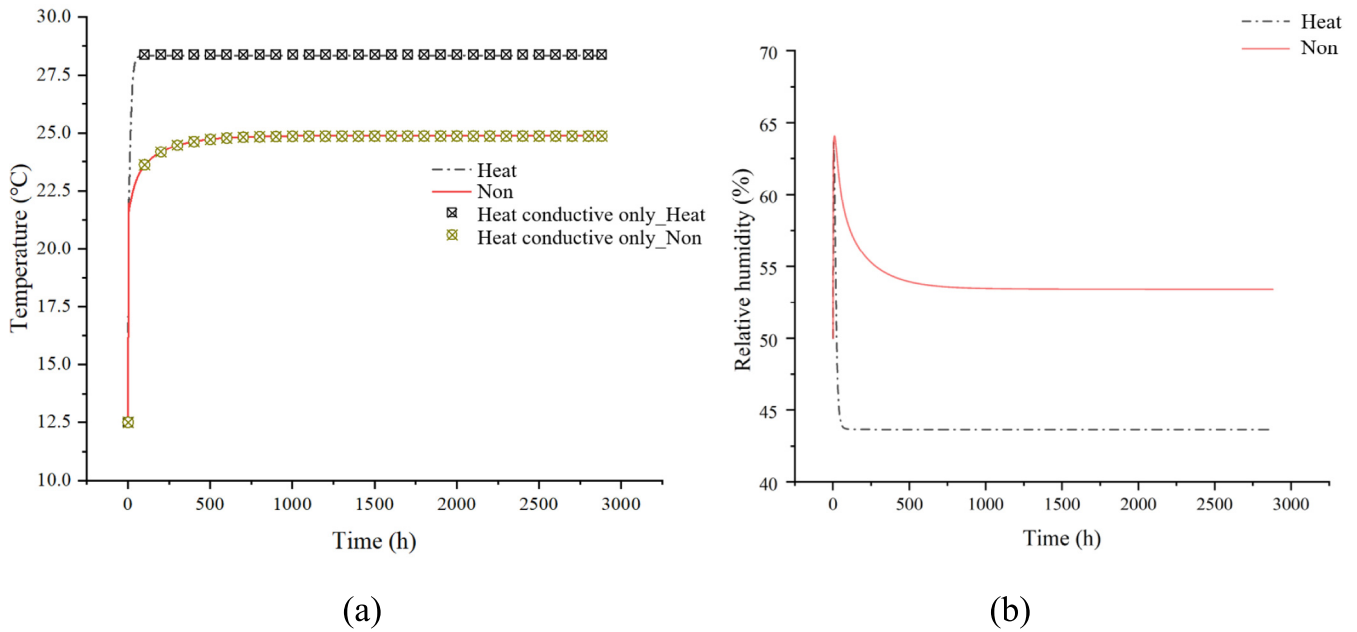 30.0
27.5
25.0
22.5
20.0
17.5
15.0
12.5
10.0
Temperature (℃)
0
500
1000
1500
2000
2500
3000
Time (h)
Heat
Non
Heat conductive only_Heat
Heat conductive only_Non
(a)
Heat
Non
70
65
60
55
50
45
40
Relative humidity (%)
0
500
1000
1500
2000
2500
3000
Time (h)
(b)